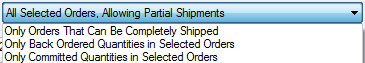 All Selected Orders, Allowing Partial Shipments
Only Orders That Can Be Completely Shipped
Only Back Ordered Quantities in Selected Orders
Only Committed Quantities in Selected Orders